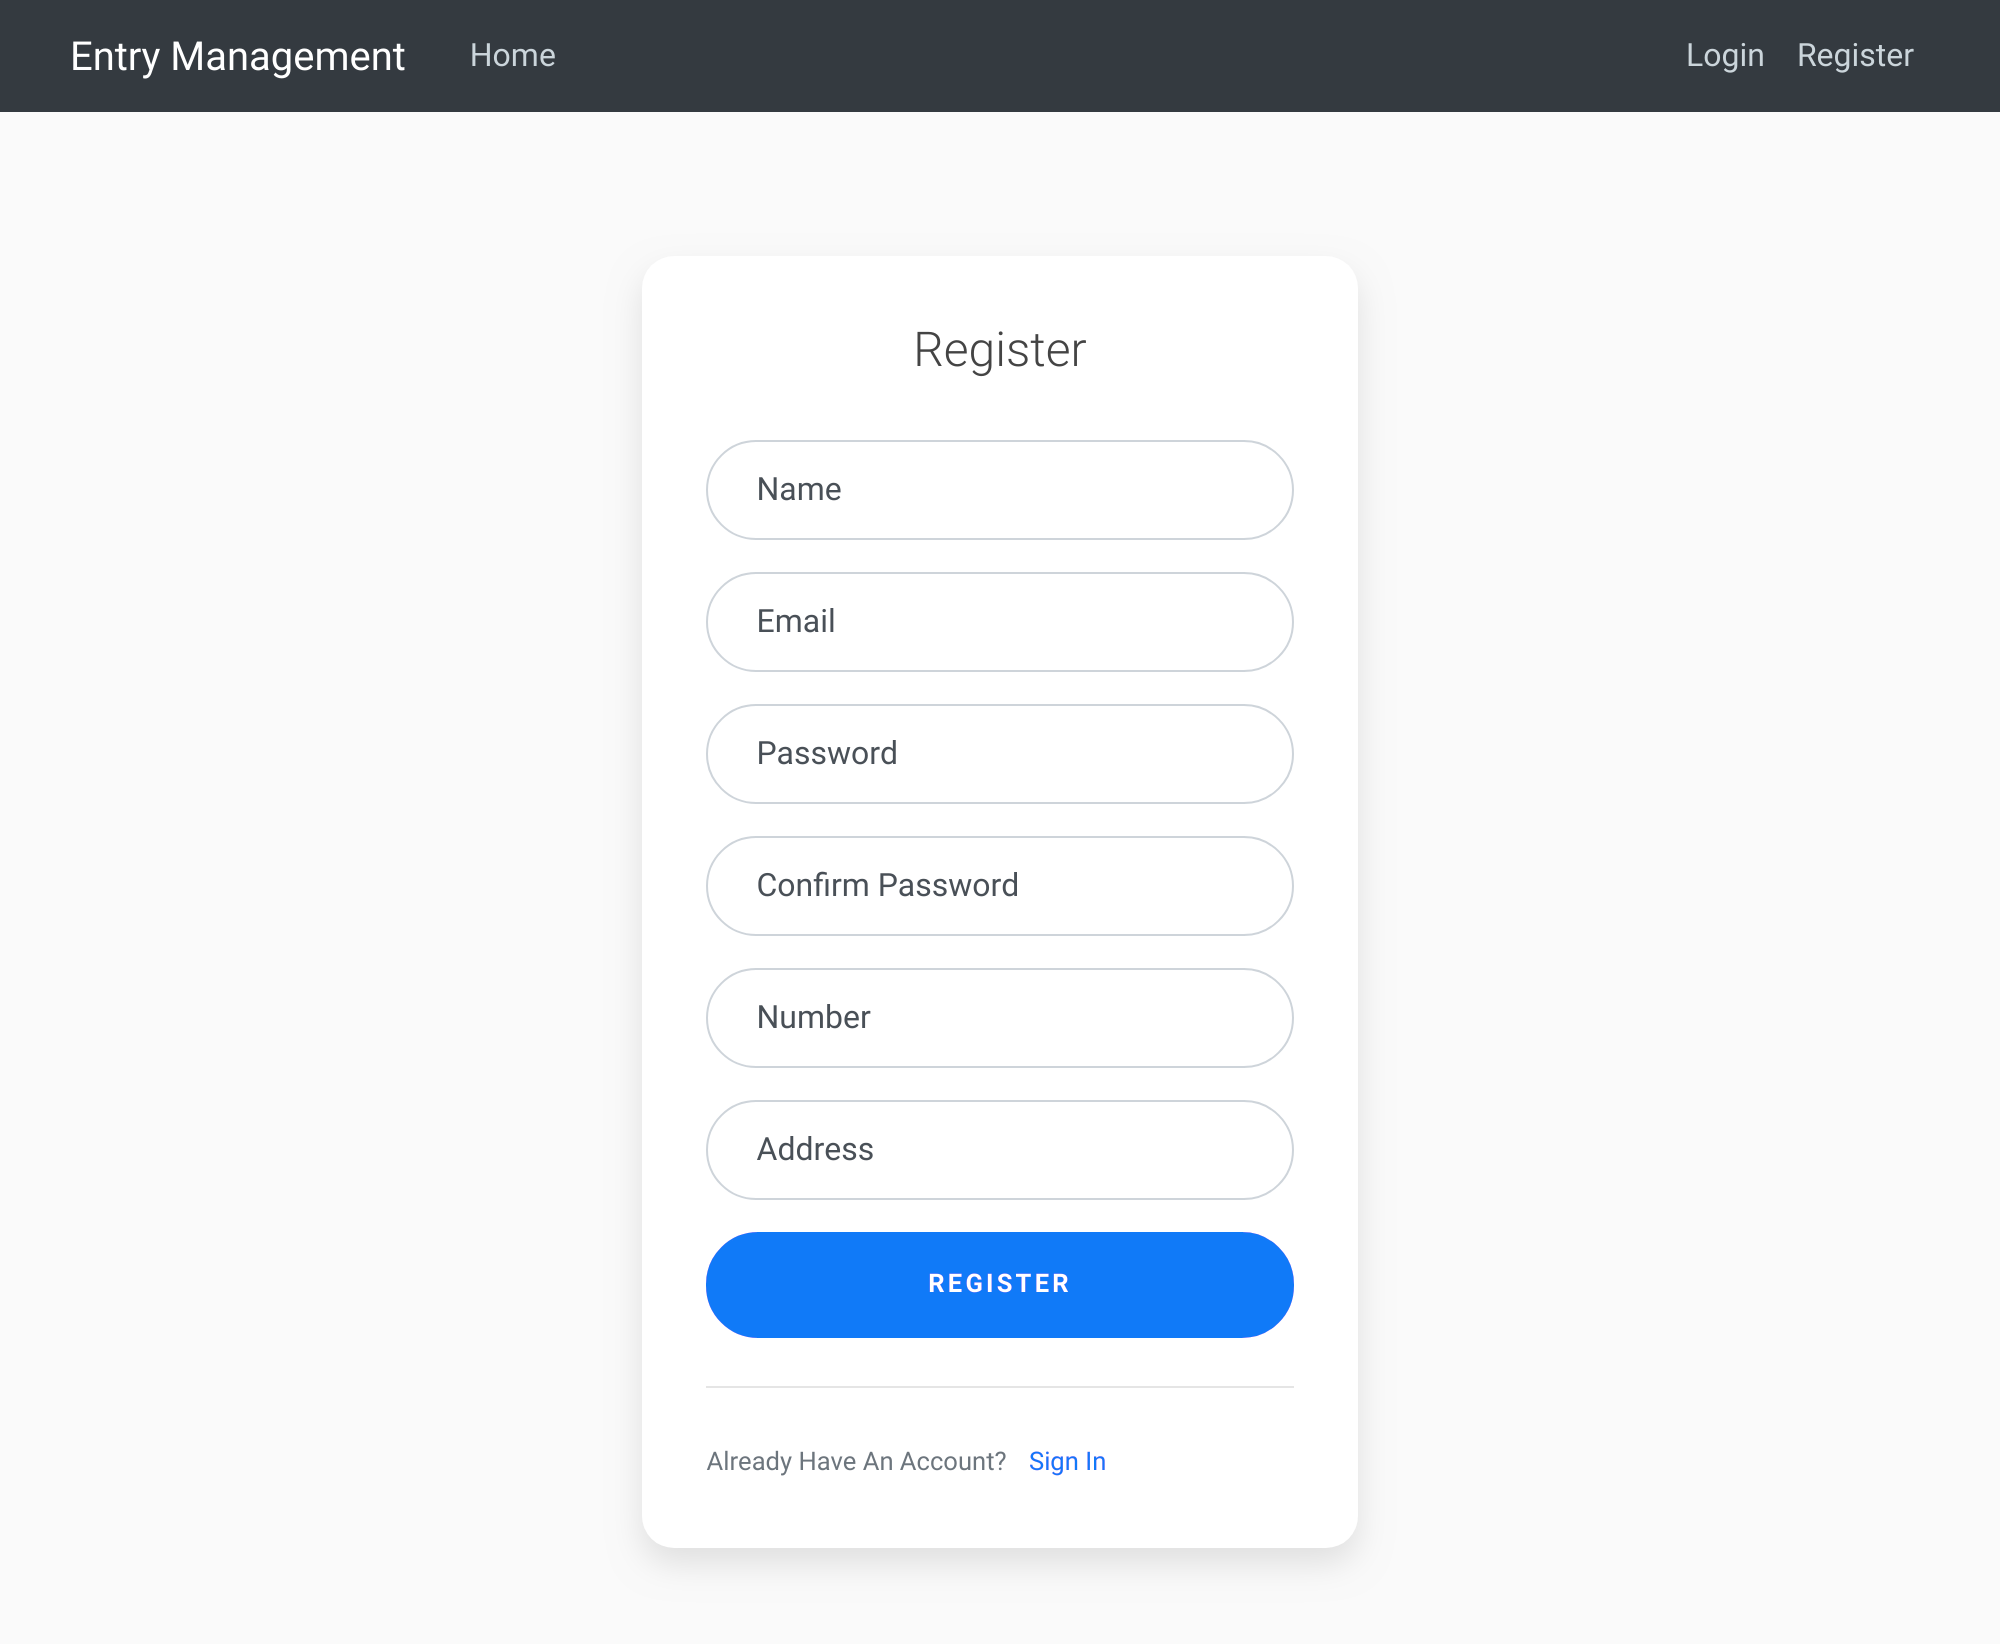 Entry Management Home Login Register
Register
Name
Email
Password
Confirm Password
Number
Address
REGISTER
Already Have An Account? Sign In